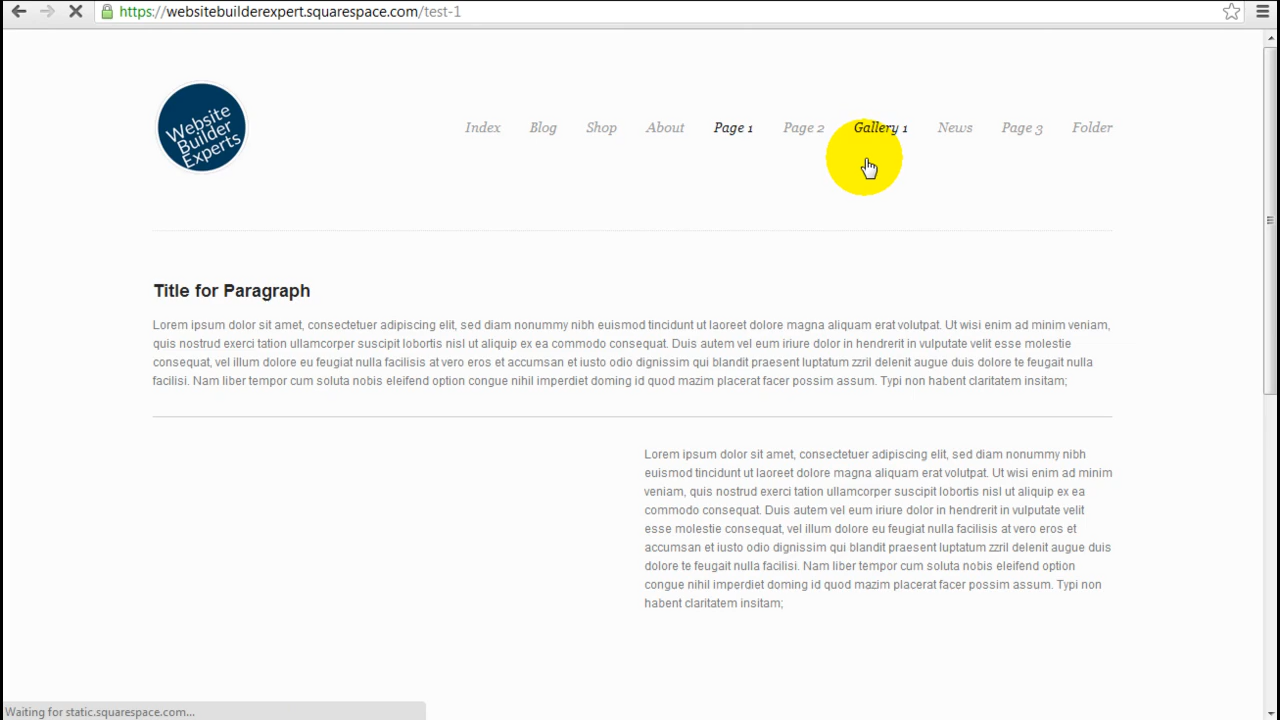 https://websitebuilderexpert.squarespace.com/test-1
Website
Builder
Experts
Index Blog Shop About Page 1 Page 2 Gallery 1 News Page 3 Folder
Title for Paragraph
Lorem ipsum dolor sit amet, consectetuer adipiscing elit, sed diam nonummy nibh euismod tincidunt ut laoreet dolore magna aliquam erat volutpat. Ut wisi enim ad minim veniam,
quis nostrud exerci tation ullamcorper suscipit lobortis nisl ut aliquip ex ea commodo consequat. Duis autem vel eum iriure dolor in hendrerit in vulputate velit esse molestie
consequat, vel illum dolore eu feugiat nulla facilisis at vero eros et accumsan et iusto odio dignissim qui blandit praesent luptatum zzril delenit augue duis dolore te feugait nulla
facilisi. Nam liber tempor cum soluta nobis eleifend option congue nihil imperdiet doming id quod mazim placerat facer possim assum. Typi non habent claritatem insitam;
Lorem ipsum dolor sit amet, consectetuer adipiscing elit, sed diam nonummy nibh
euismod tincidunt ut laoreet dolore magna aliquam erat volutpat. Ut wisi enim ad minim
veniam, quis nostrud exerci tation ullamcorper suscipit lobortis nisl ut aliquip ex ea
commodo consequat. Duis autem vel eum iriure dolor in hendrerit in vulputate velit
esse molestie consequat, vel illum dolore eu feugiat nulla facilisis at vero eros et
accumsan et iusto odio dignissim qui blandit praesent luptatum zzril delenit augue duis
dolore te feugait nulla facilisi. Nam liber tempor cum soluta nobis eleifend option
congue nihil imperdiet doming id quod mazim placerat facer possim assum. Typi non
habent claritatem insitam;
Waiting for static.squarespace.com...